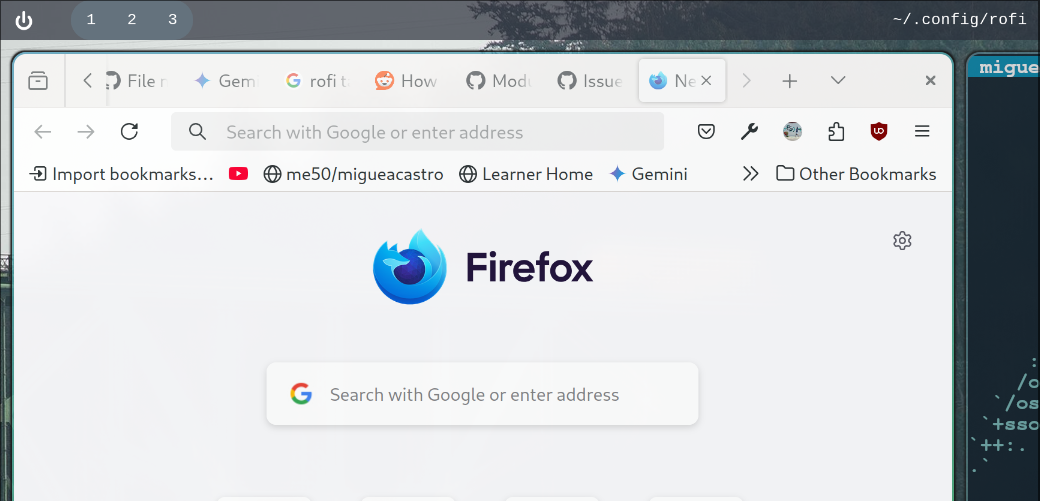 1 2 3 ~/.config/rofi
File r Gem rofi t How Modu Issue Ne
migue
Search with Google or enter address
Import bookmarks... me50/migueacastro Learner Home Gemini Other Bookmarks
Firefox
Search with Google or enter address
:
/o
`/os
`+sso
`++:.
.`